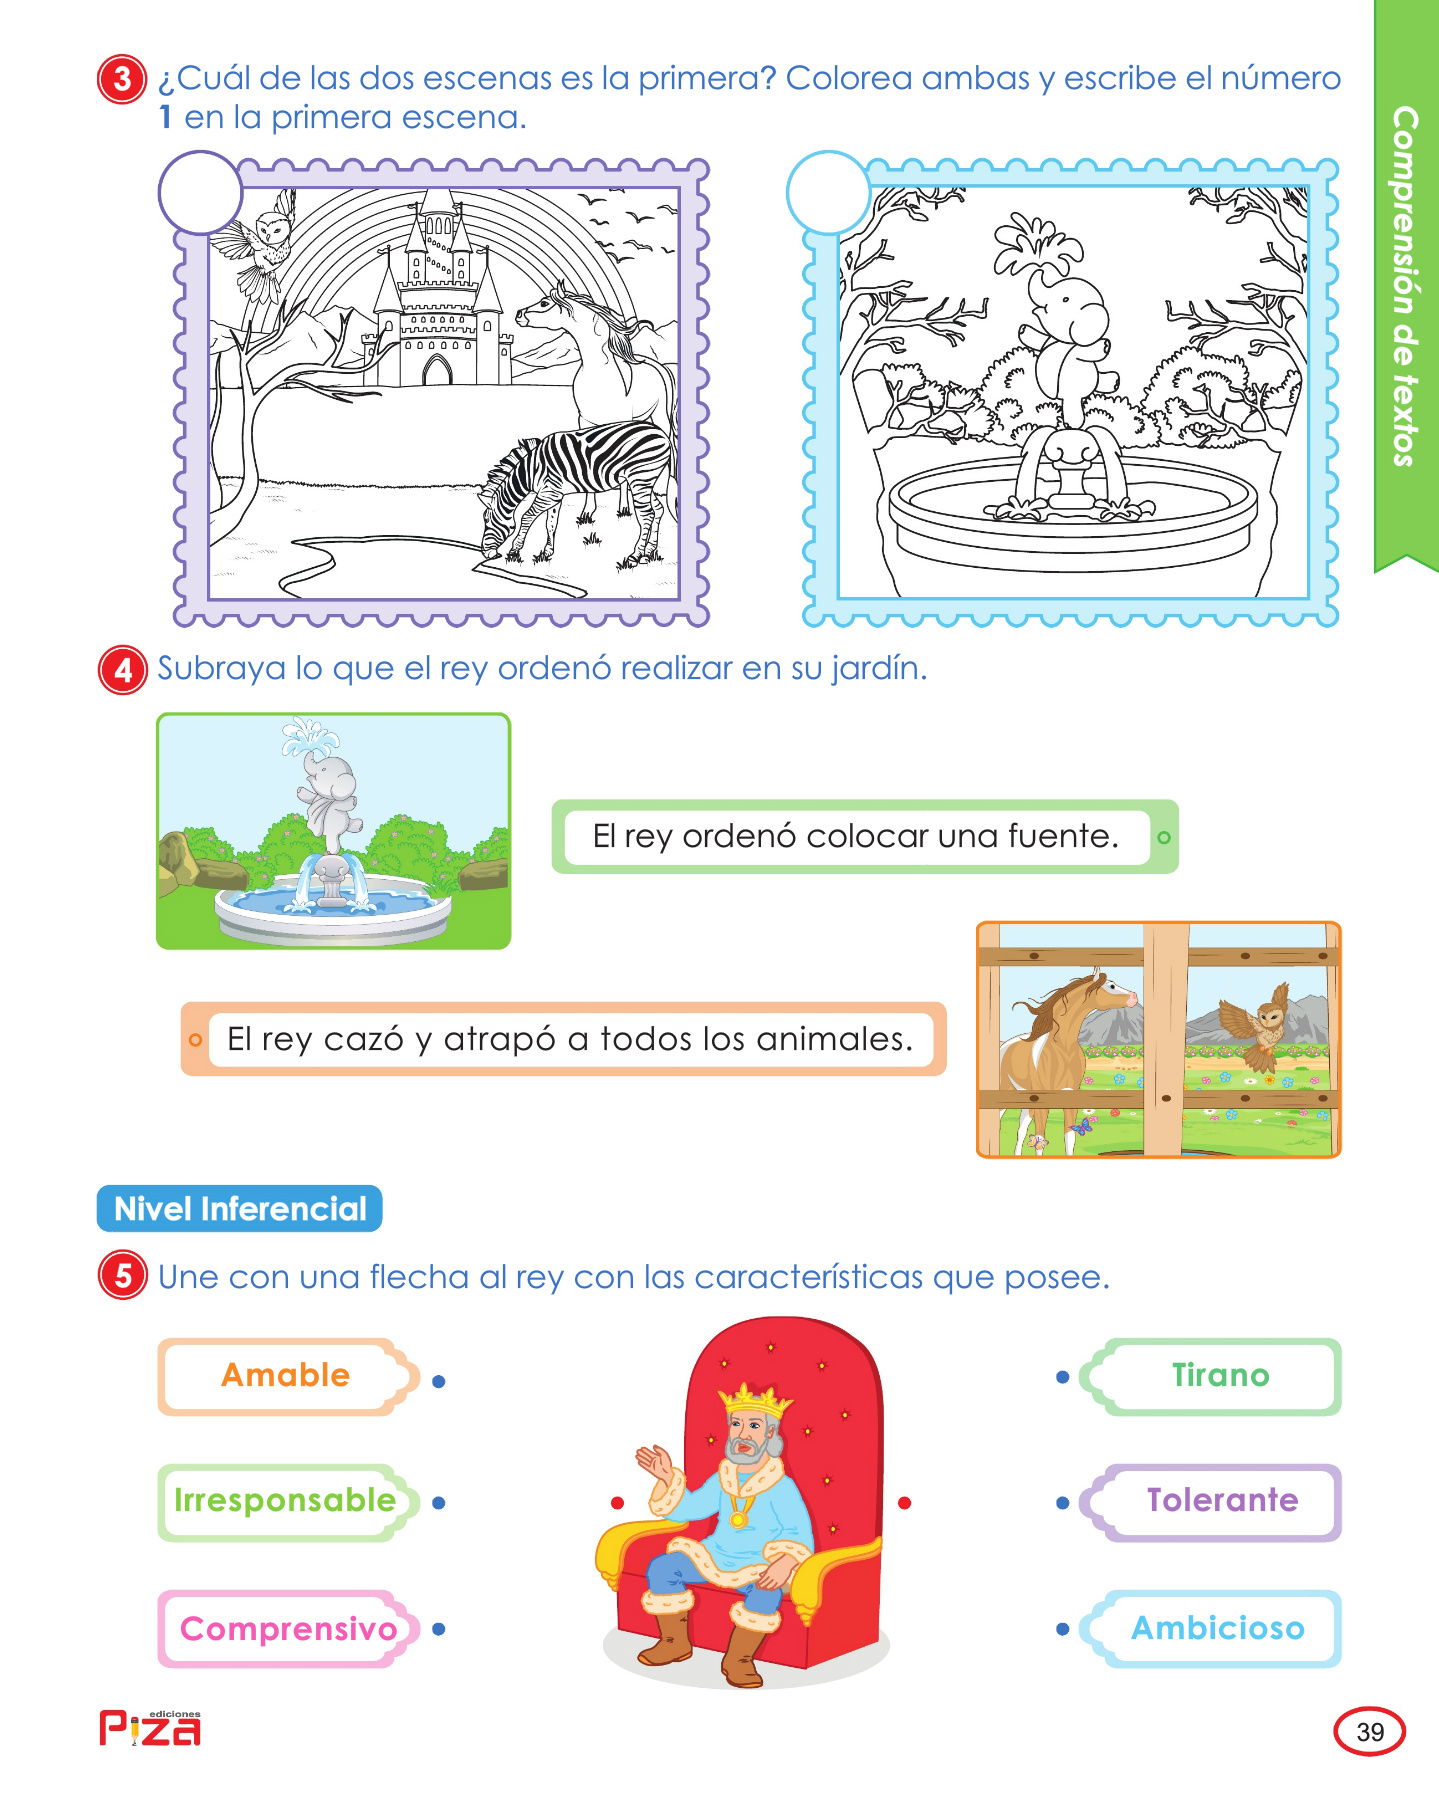 3 ¿Cuál de las dos escenas es la primera? Colorea ambas y escribe el número
1 en la primera escena.
Comprensión de textos
4 Subraya lo que el rey ordenó realizar en su jardín.
El rey ordenó colocar una fuente.
El rey cazó y atrapó a todos los animales.
Nivel Inferencial
5 Une con una flecha al rey con las características que posee.
Amable
Tirano
Irresponsable
Tolerante
Comprensivo
Ambicioso
ediciones
Piza
39